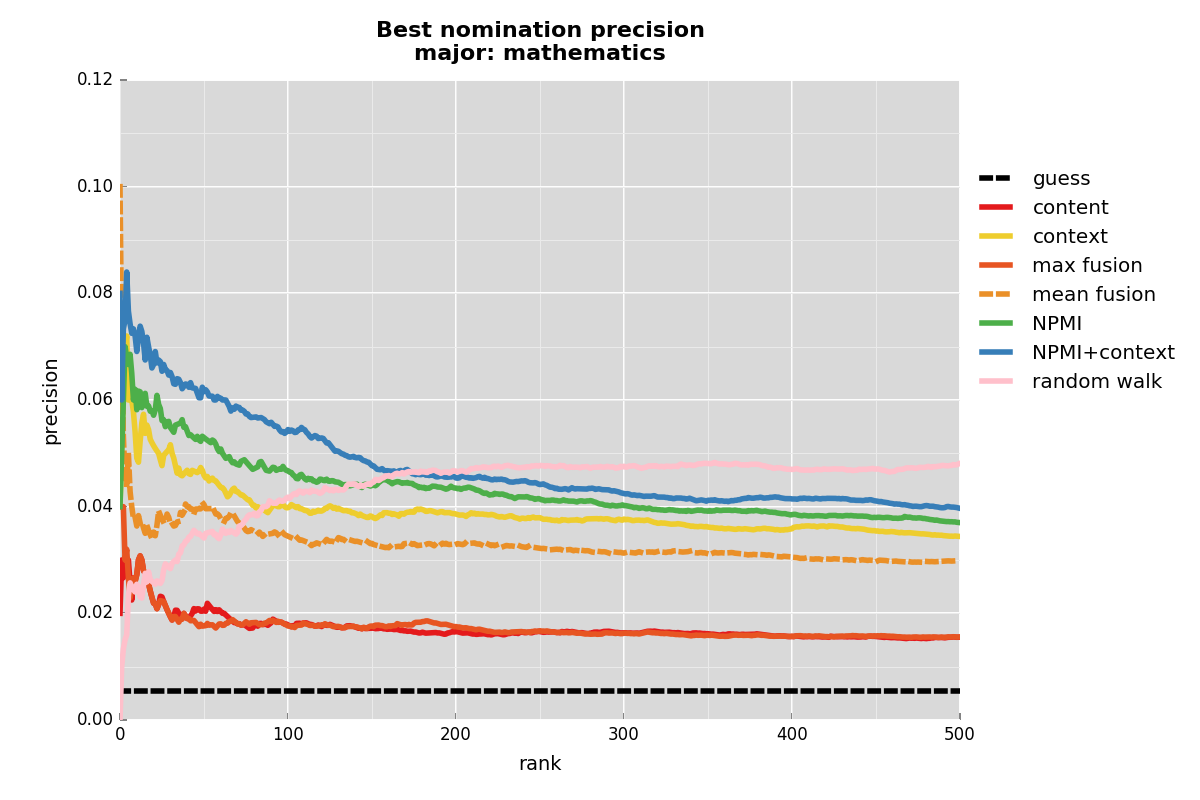 Best nomination precision
major: mathematics
0.12
0.10
0.08
0.06
0.04
0.02
0.00
precision
0 100 200 300 400 500
rank
guess
content
context
max fusion
mean fusion
NPMI
NPMI+context
random walk